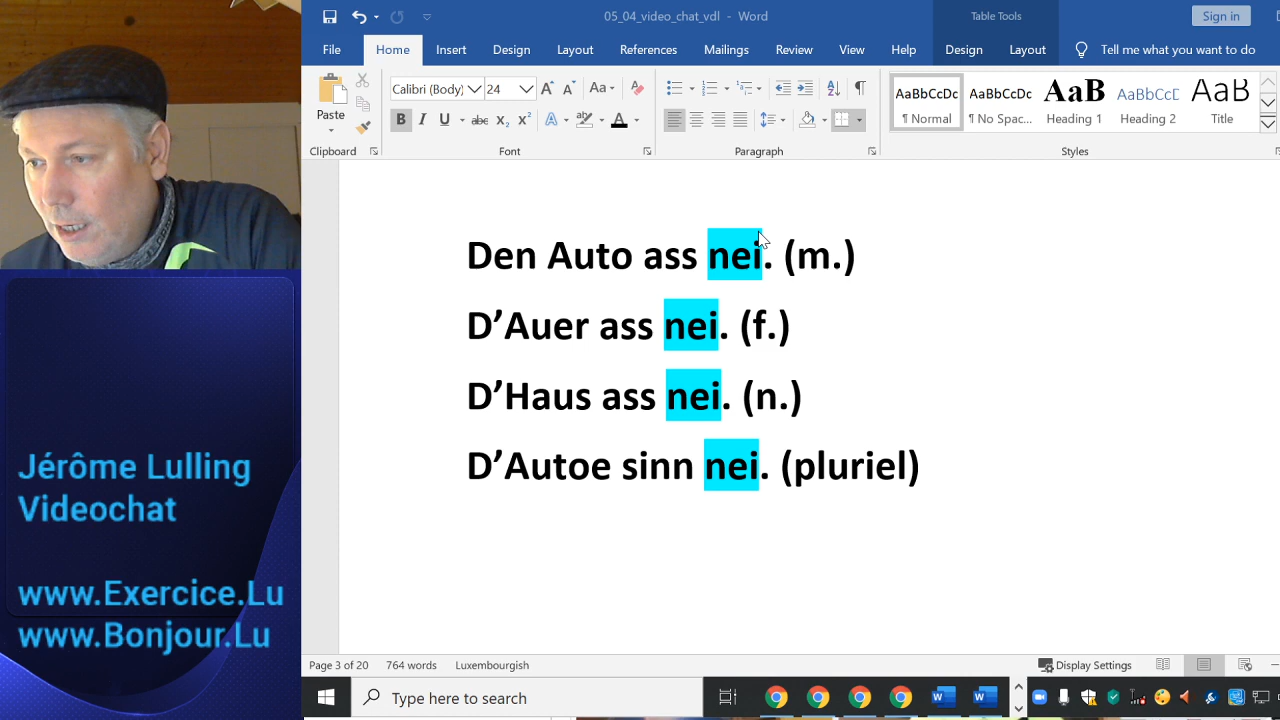 05_04_video_chat_vdl - Word
Table Tools
Sign in
File Home Insert Design Layout References Mailings Review View Help Design Layout Tell me what you want to do
Paste
Calibri (Body) 24
AaBbCcDc AaBbCcDc AaB AaBbCcC AaB
¶ Normal ¶ No Spac... Heading 1 Heading 2 Title
Clipboard Font Paragraph Styles
Den Auto ass nei. (m.)
D’Auer ass nei. (f.)
D’Haus ass nei. (n.)
D’Autoe sinn nei. (pluriel)
Jérôme Lulling
Videochat
www.Exercice.Lu
www.Bonjour.Lu
Page 3 of 20 764 words Luxembourgish Display Settings
Type here to search